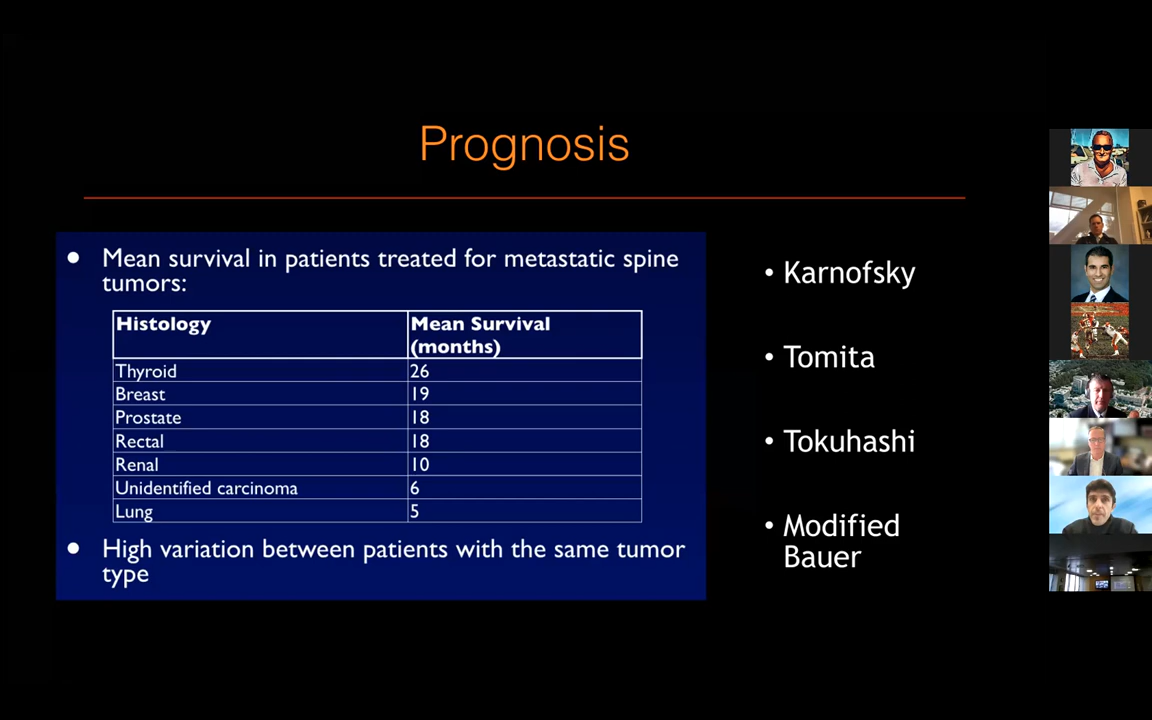 Prognosis
• Mean survival in patients treated for metastatic spine
tumors:
Histology Mean Survival
(months)
Thyroid 26
Breast 19
Prostate 18
Rectal 18
Renal 10
Unidentified carcinoma 6
Lung 5
• High variation between patients with the same tumor
type
• Karnofsky
• Tomita
• Tokuhashi
• Modified
Bauer